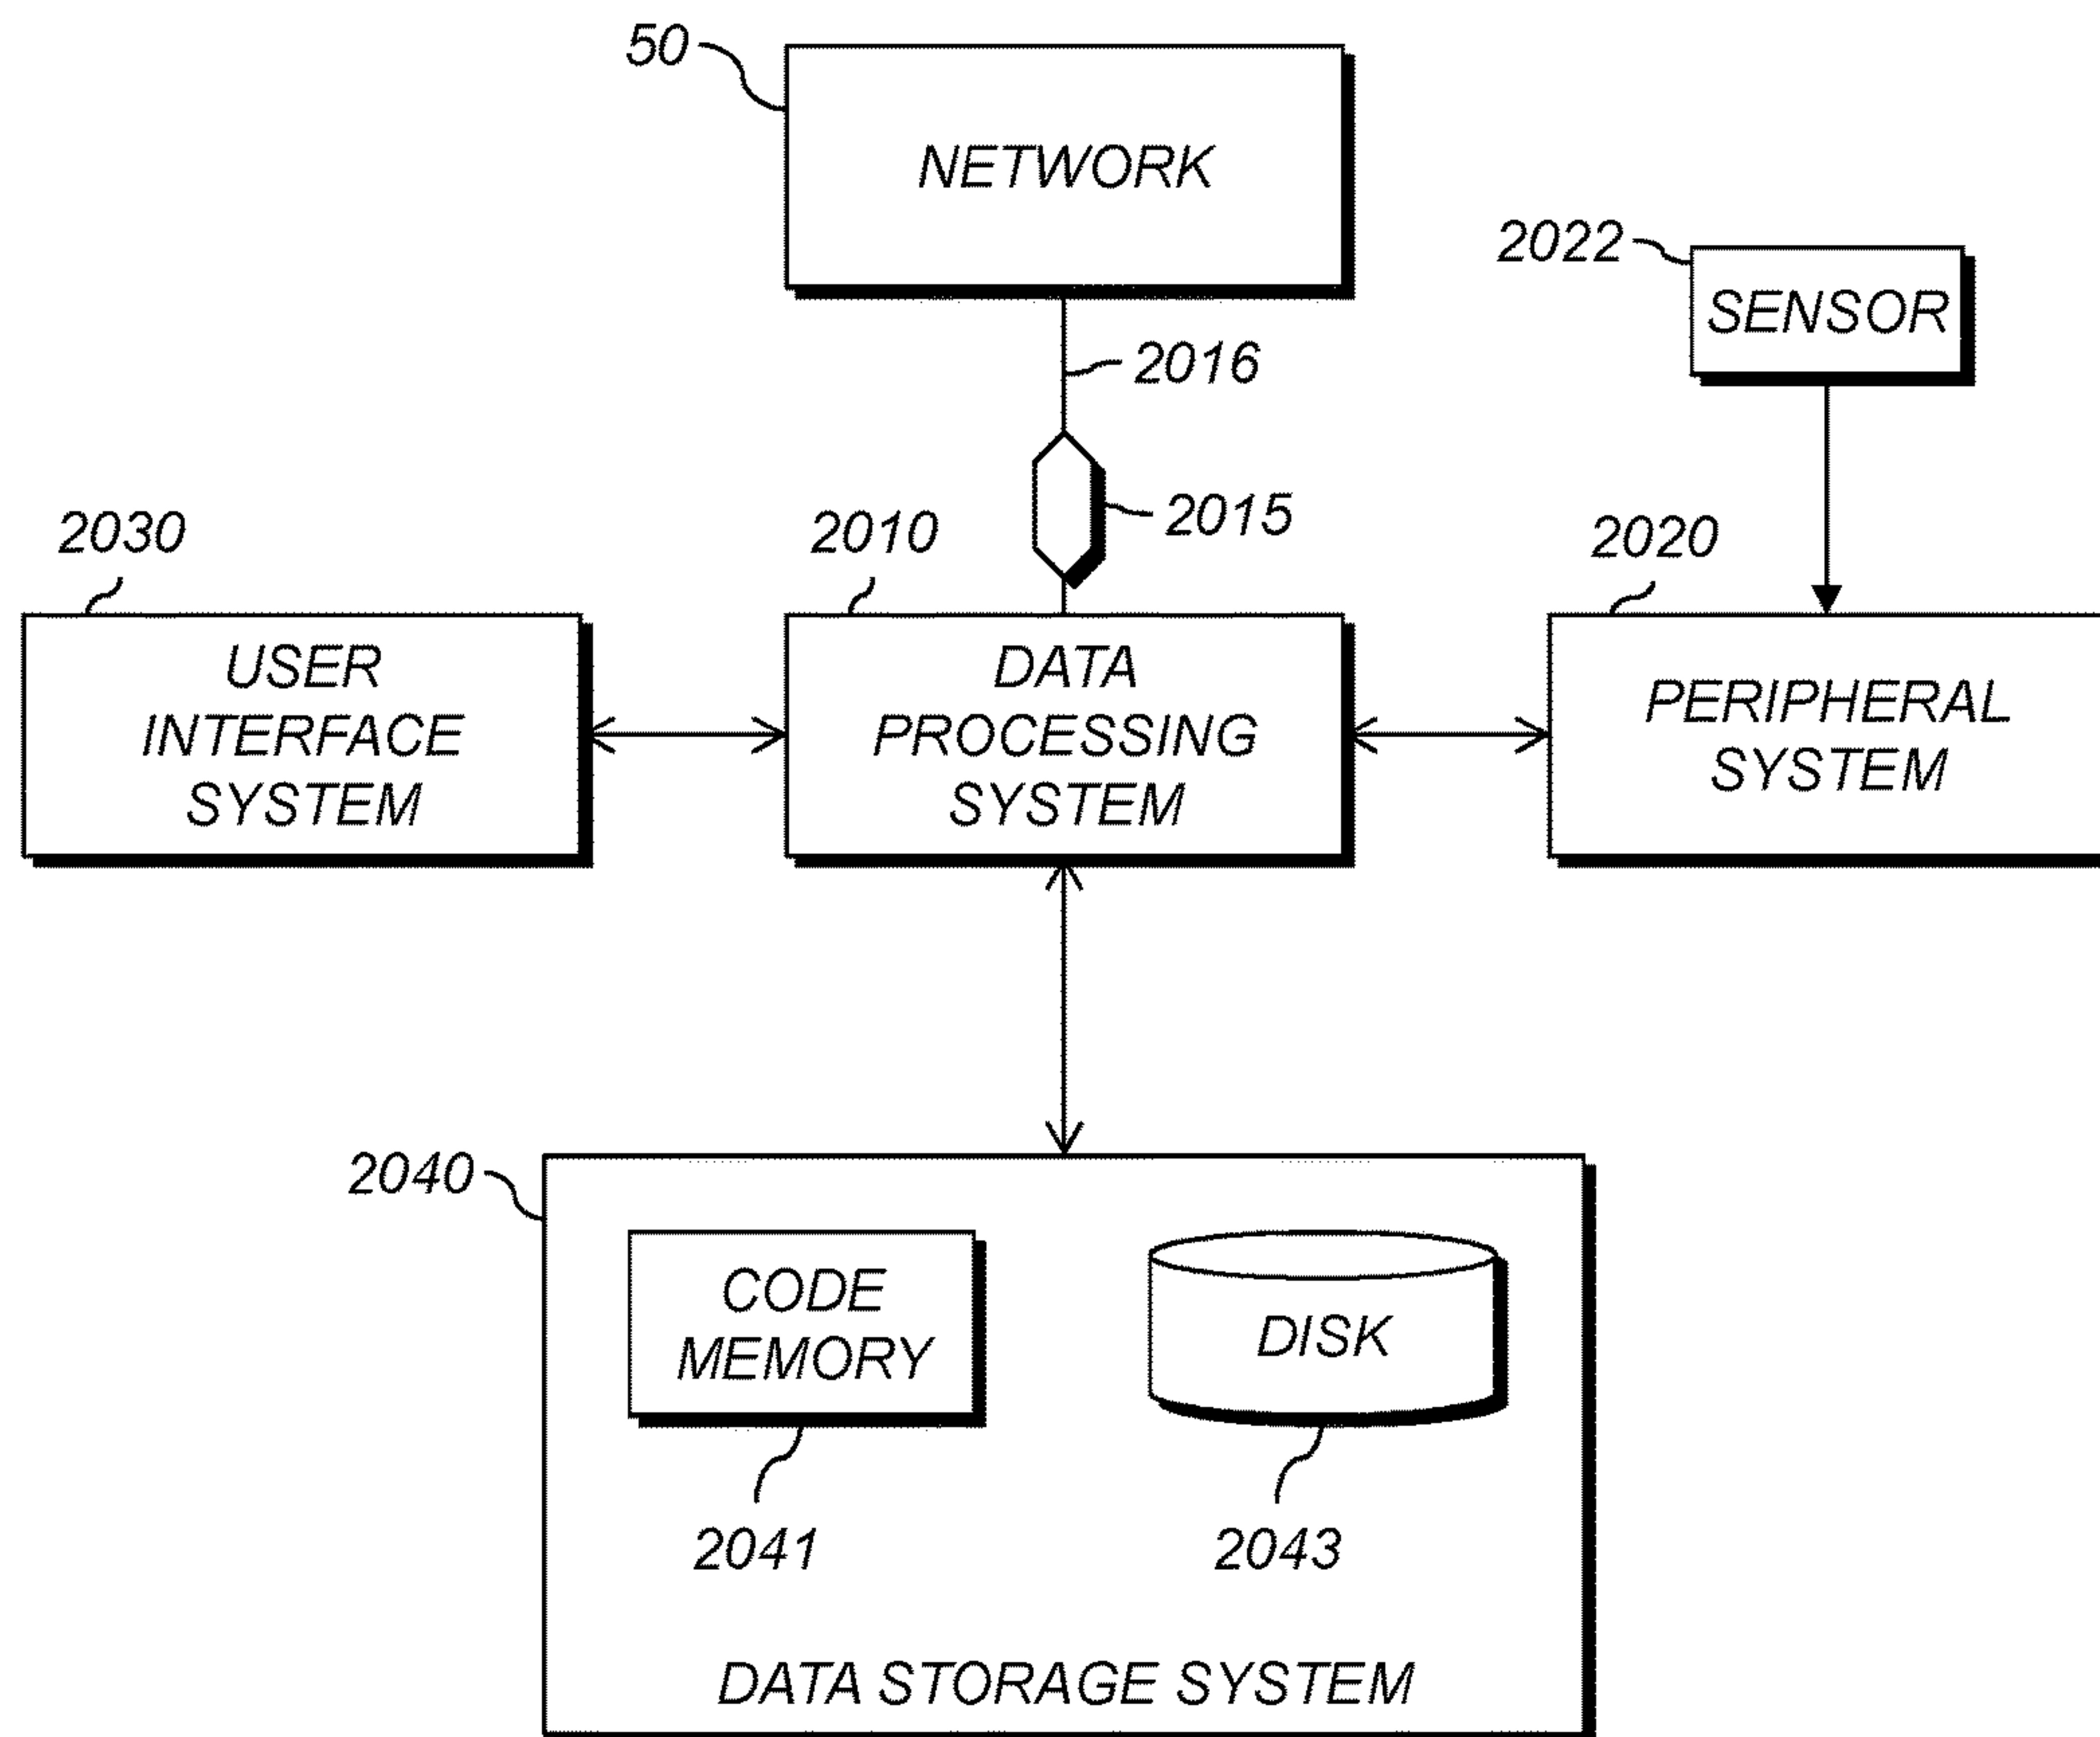 50
NETWORK
2022
SENSOR
2016
2015
2030
2010
2020
USER
INTERFACE
SYSTEM
DATA
PROCESSING
SYSTEM
PERIPHERAL
SYSTEM
2040
CODE
MEMORY
DISK
2041
2043
DATA STORAGE SYSTEM